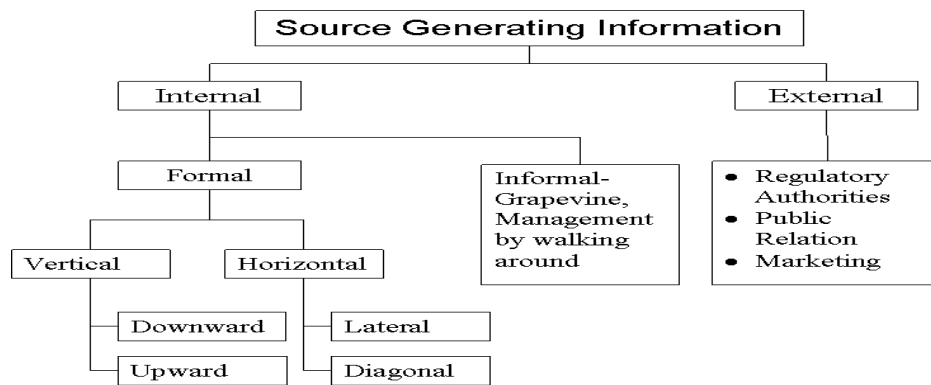 Source Generating Information
Internal
External
Formal
Informal-
Grapevine,
Management
by walking
around
● Regulatory
Authorities
● Public
Relation
● Marketing
Vertical
Horizontal
Downward
Lateral
Upward
Diagonal